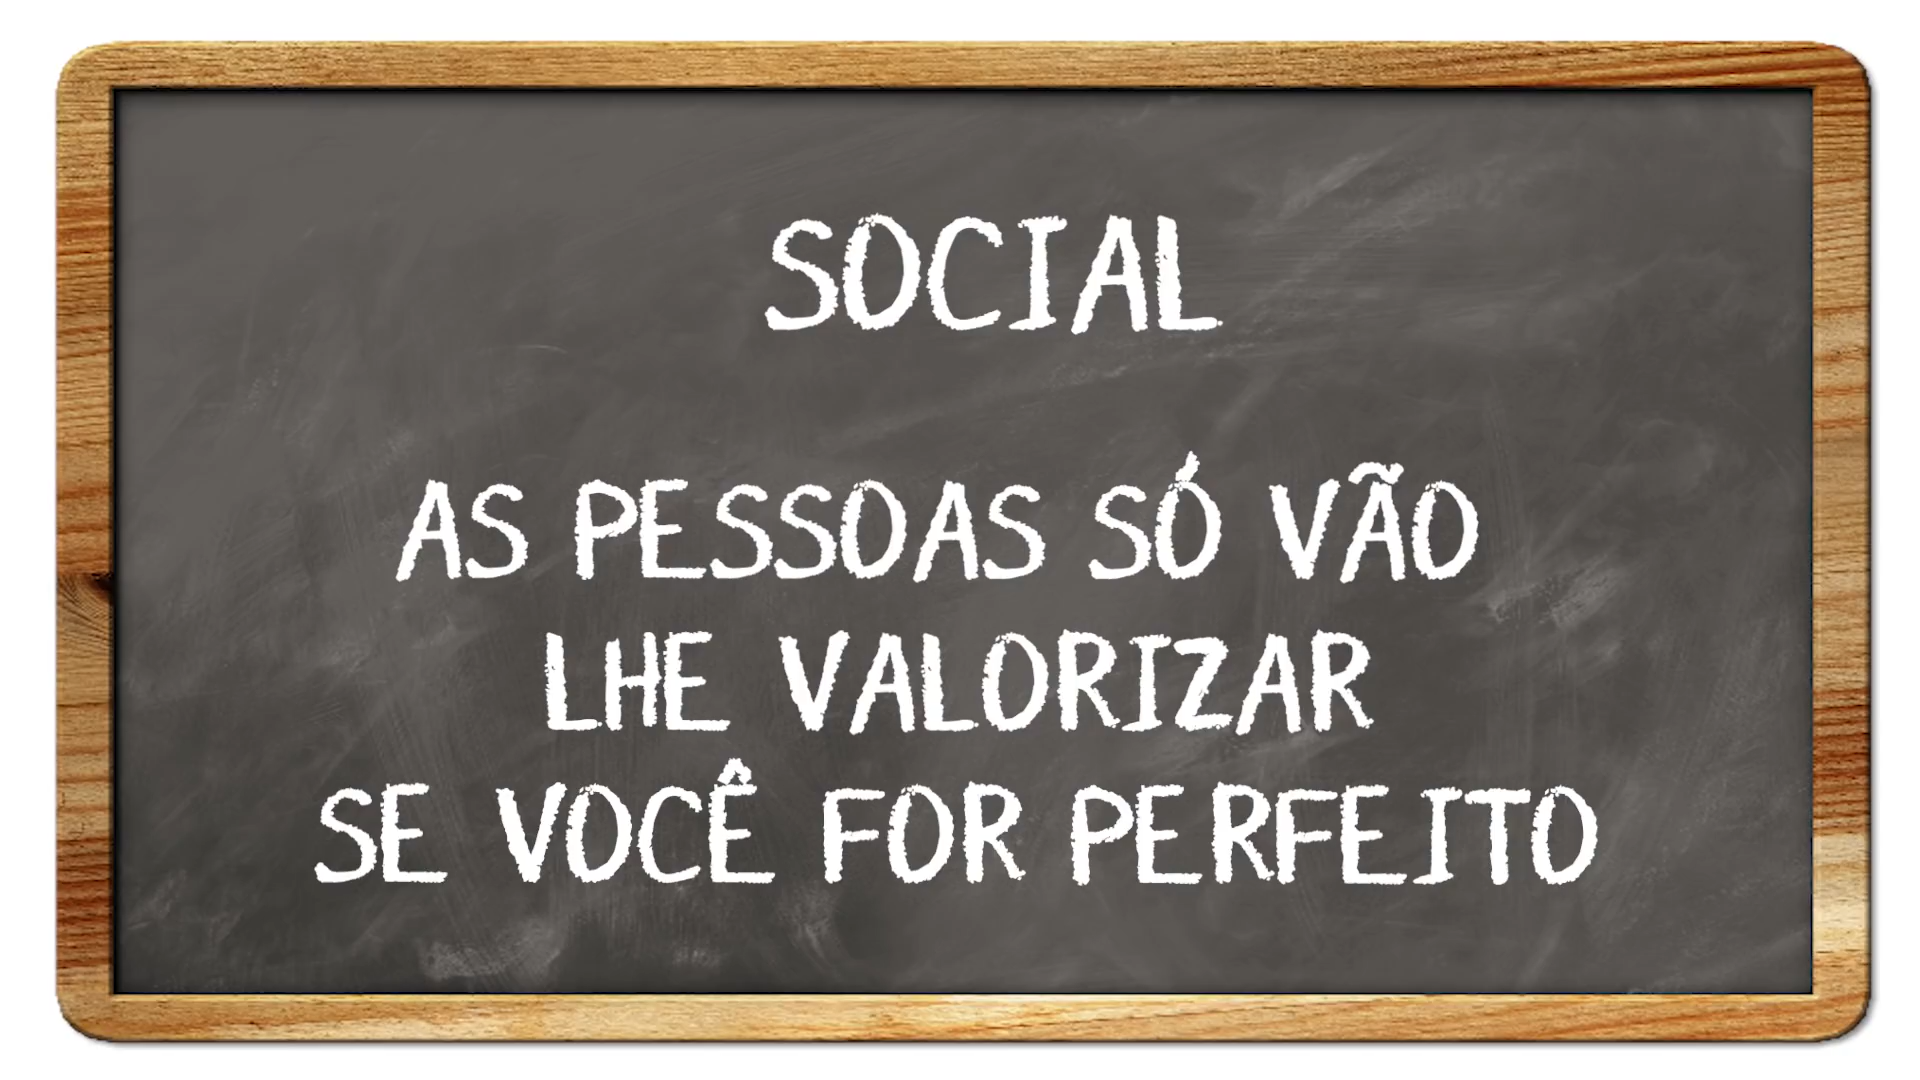 SOCIAL
AS PESSOAS SÓ VÃO
LHE VALORIZAR
SE VOCÊ FOR PERFEITO